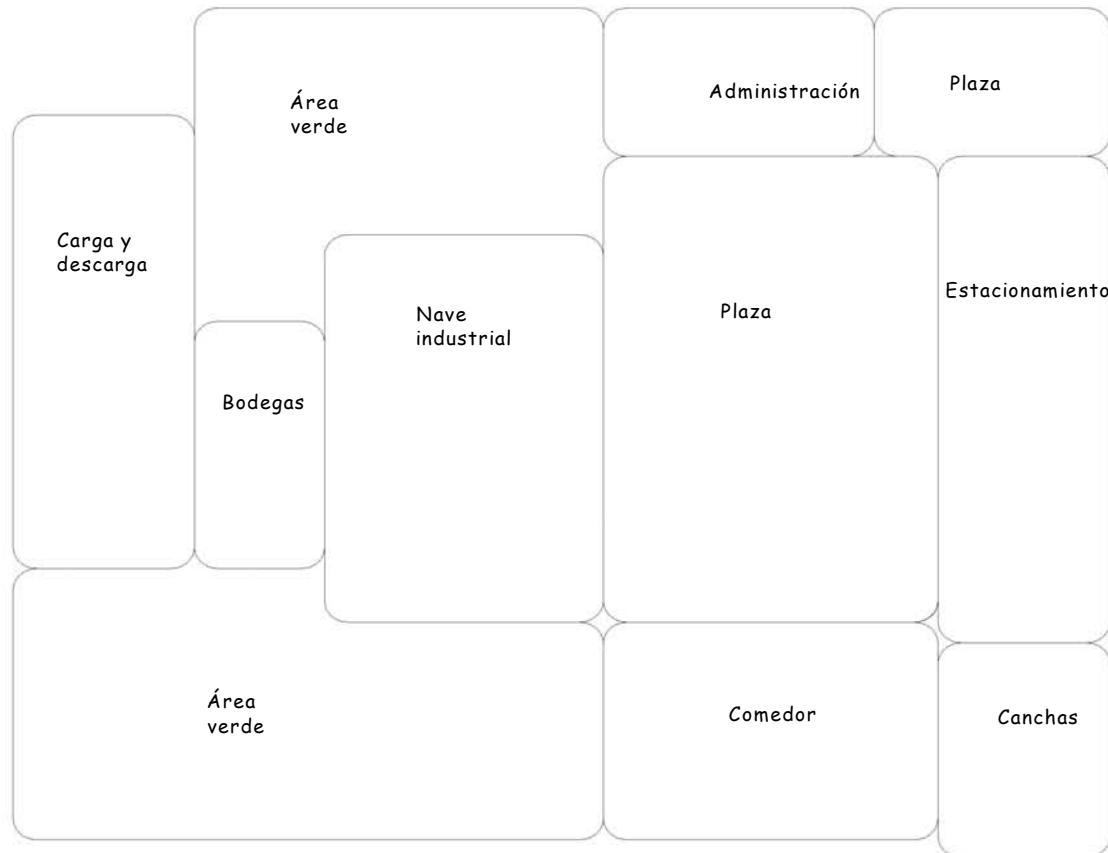 Área
verde
Administración
Plaza
Carga y
descarga
Nave
industrial
Plaza
Estacionamiento
Bodegas
Área
verde
Comedor
Canchas